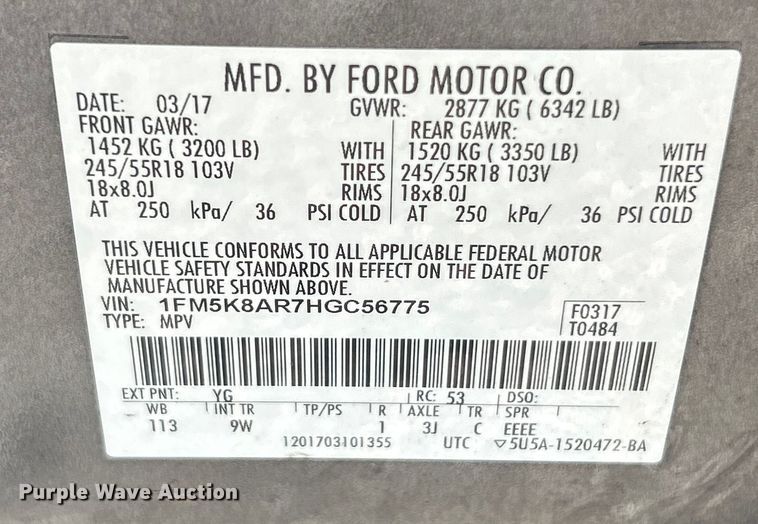 MFD. BY FORD MOTOR CO.
DATE: 03/17 GVWR: 2877 KG ( 6342 LB)
FRONT GAWR: REAR GAWR:
1452 KG ( 3200 LB) WITH 1520 KG ( 3350 LB) WITH
245/55R18 103V TIRES 245/55R18 103V TIRES
18x8.0J RIMS 18x8.0J RIMS
AT 250 kPa/ 36 PSI COLD AT 250 kPa/ 36 PSI COLD
THIS VEHICLE CONFORMS TO ALL APPLICABLE FEDERAL MOTOR
VEHICLE SAFETY STANDARDS IN EFFECT ON THE DATE OF
MANUFACTURE SHOWN ABOVE.
VIN: 1FM5K8AR7HGC56775 F0317
TYPE: MPV T0484
EXT PNT: YG RC: 53 DSO:
WB INT TR TP/PS R AXLE TR SPR
113 9W 1 3J C EEEE
1201703101355 UTC ▽5U5A-1520472-BA
Purple Wave Auction